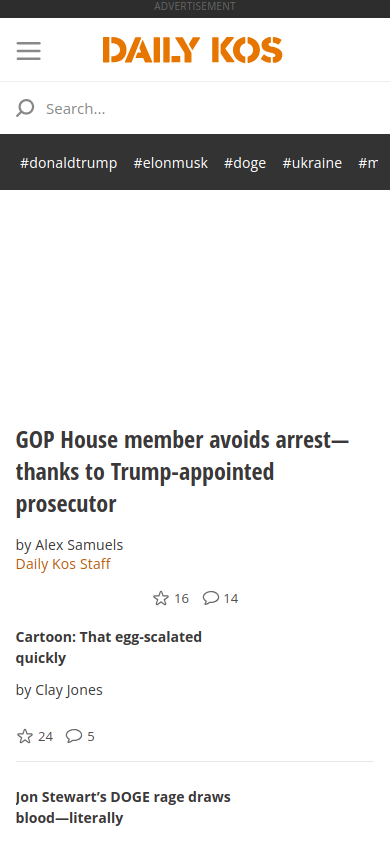 ADVERTISEMENT
DAILY KOS
Search...
#donaldtrump #elonmusk #doge #ukraine #m
GOP House member avoids arrest—
thanks to Trump-appointed
prosecutor
by Alex Samuels
Daily Kos Staff
16 14
Cartoon: That egg-scalated
quickly
by Clay Jones
24 5
Jon Stewart’s DOGE rage draws
blood—literally